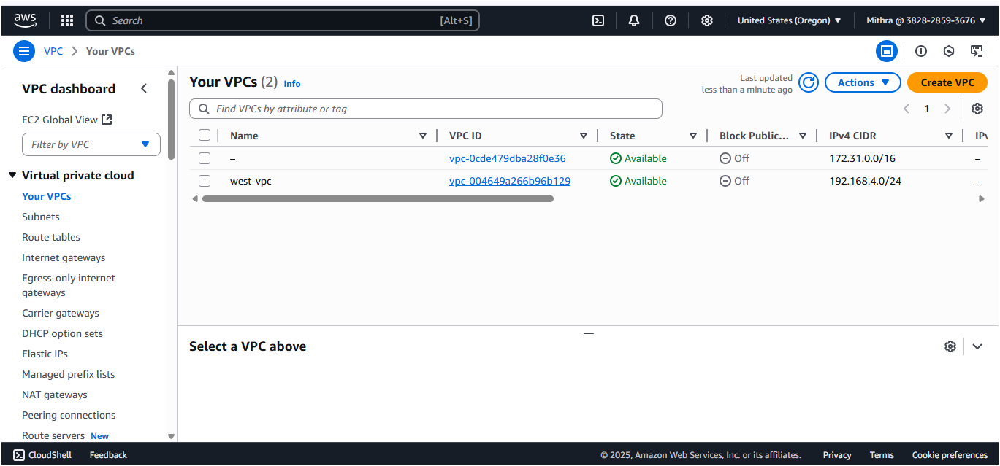 aws Search [Alt+S] United States (Oregon) Mithra @ 3828-2859-3676
VPC Your VPCs
VPC dashboard
EC2 Global View
Filter by VPC
Virtual private cloud
Your VPCs
Subnets
Route tables
Internet gateways
Egress-only internet
gateways
Carrier gateways
DHCP option sets
Elastic IPs
Managed prefix lists
NAT gateways
Peering connections
Route servers New
Your VPCs (2) Info
Last updated
less than a minute ago
Actions
Create VPC
Find VPCs by attribute or tag
1
Name VPC ID State Block Public... IPv4 CIDR IPv
– vpc-0cde479dba28f0e36 Available Off 172.31.0.0/16 –
west-vpc vpc-004649a266b96b129 Available Off 192.168.4.0/24 –
Select a VPC above
CloudShell Feedback © 2025, Amazon Web Services, Inc. or its affiliates. Privacy Terms Cookie preferences